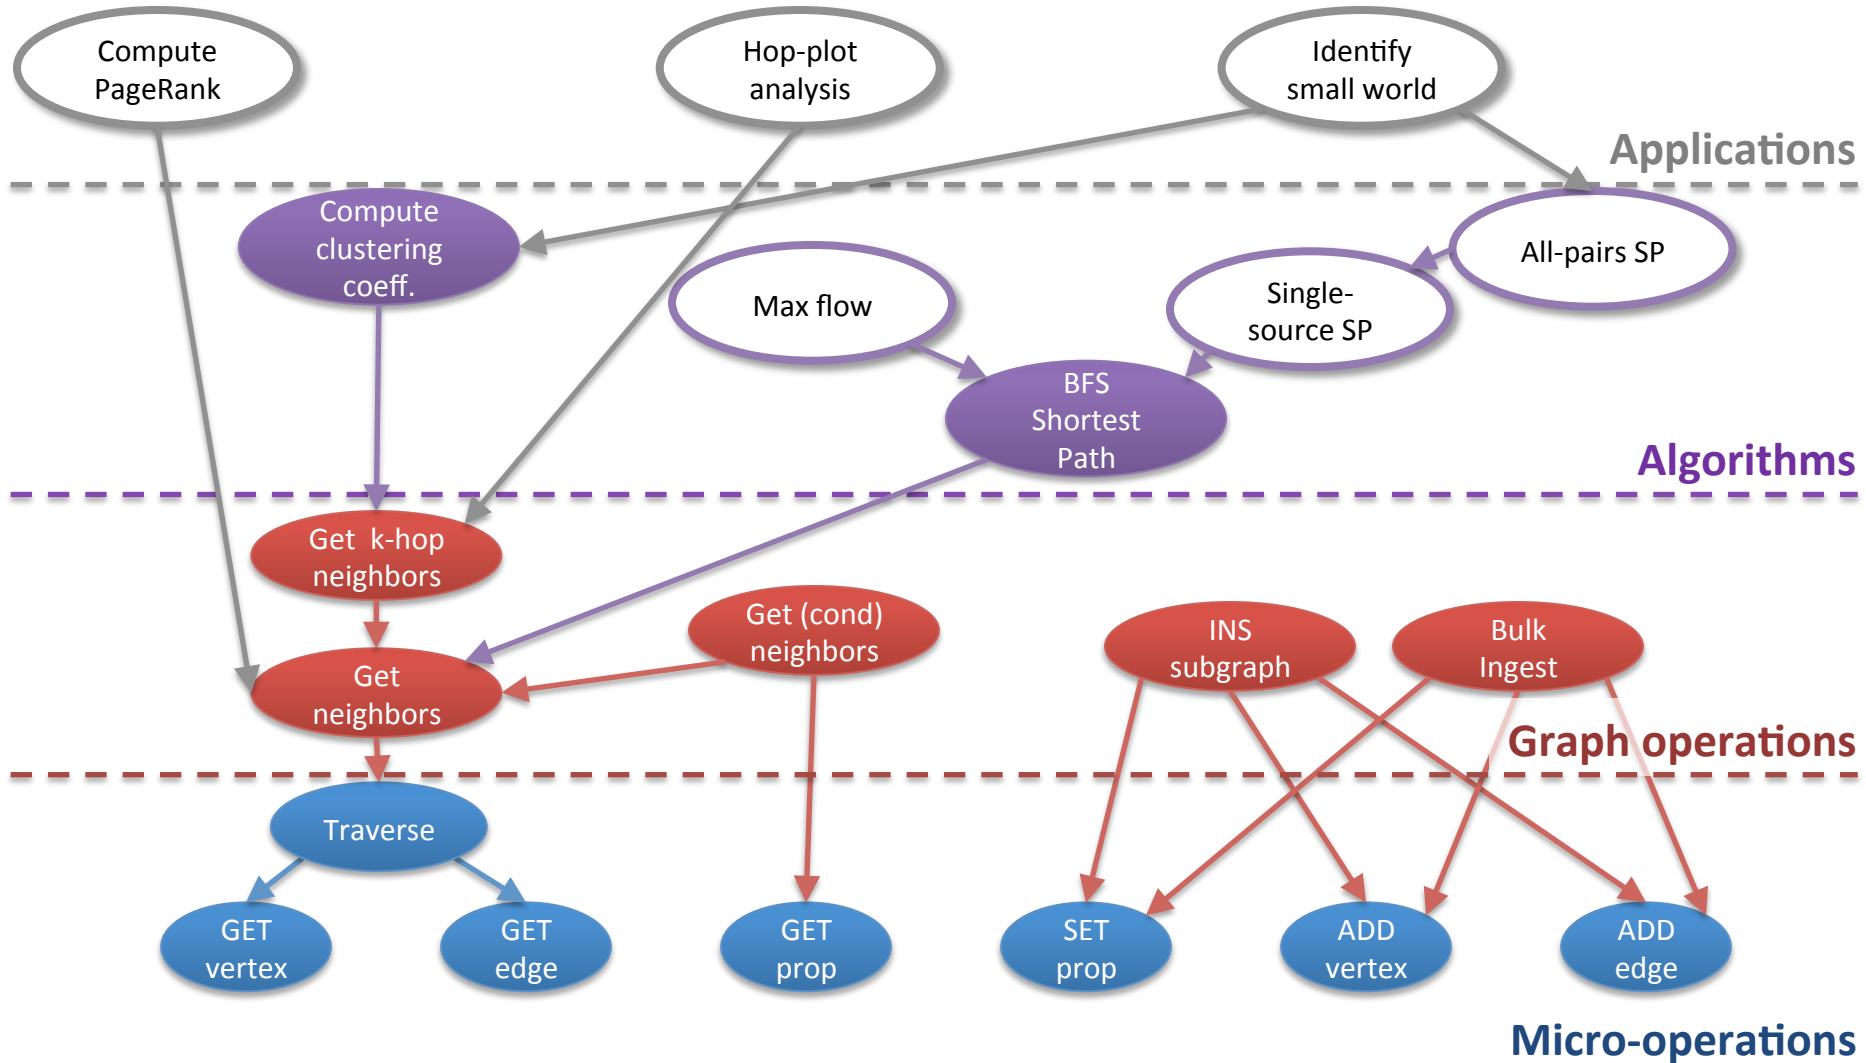 Compute
PageRank
Hop-plot
analysis
Identify
small world
Applications
Compute
clustering
coeff.
Max flow
Single-
source SP
All-pairs SP
BFS
Shortest
Path
Algorithms
Get  k-hop
neighbors
Get (cond)
neighbors
INS
subgraph
Bulk
Ingest
Get
neighbors
Graph operations
Traverse
GET
vertex
GET
edge
GET
prop
SET
prop
ADD
vertex
ADD
edge
Micro-operations